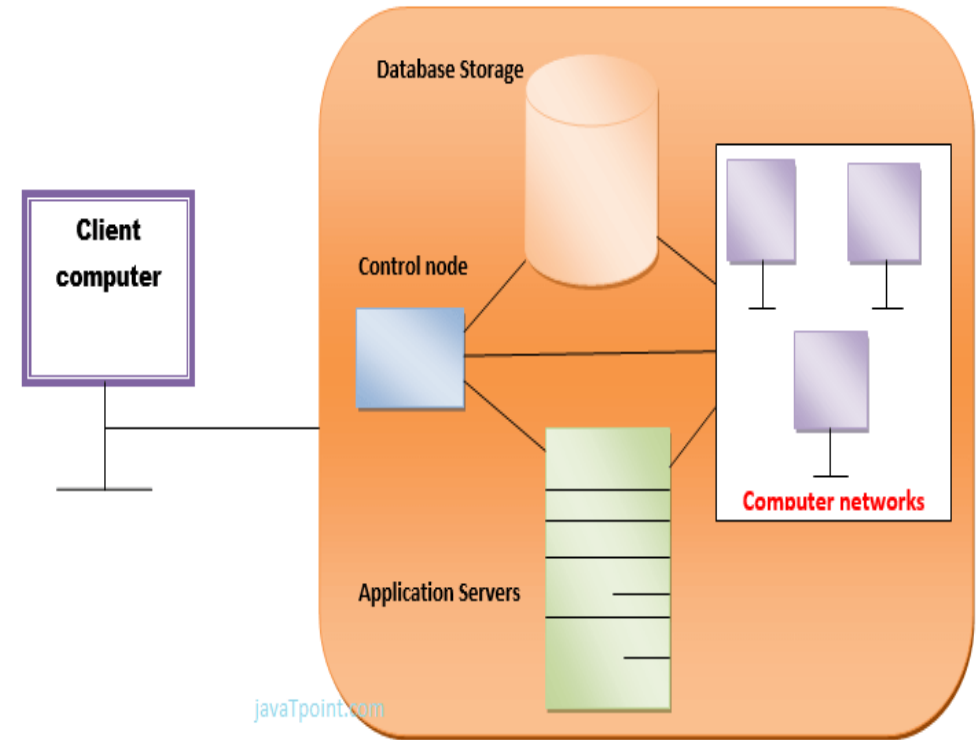 Database Storage
Client
computer
Control node
Computer networks
Application Servers
javaTpoint.com